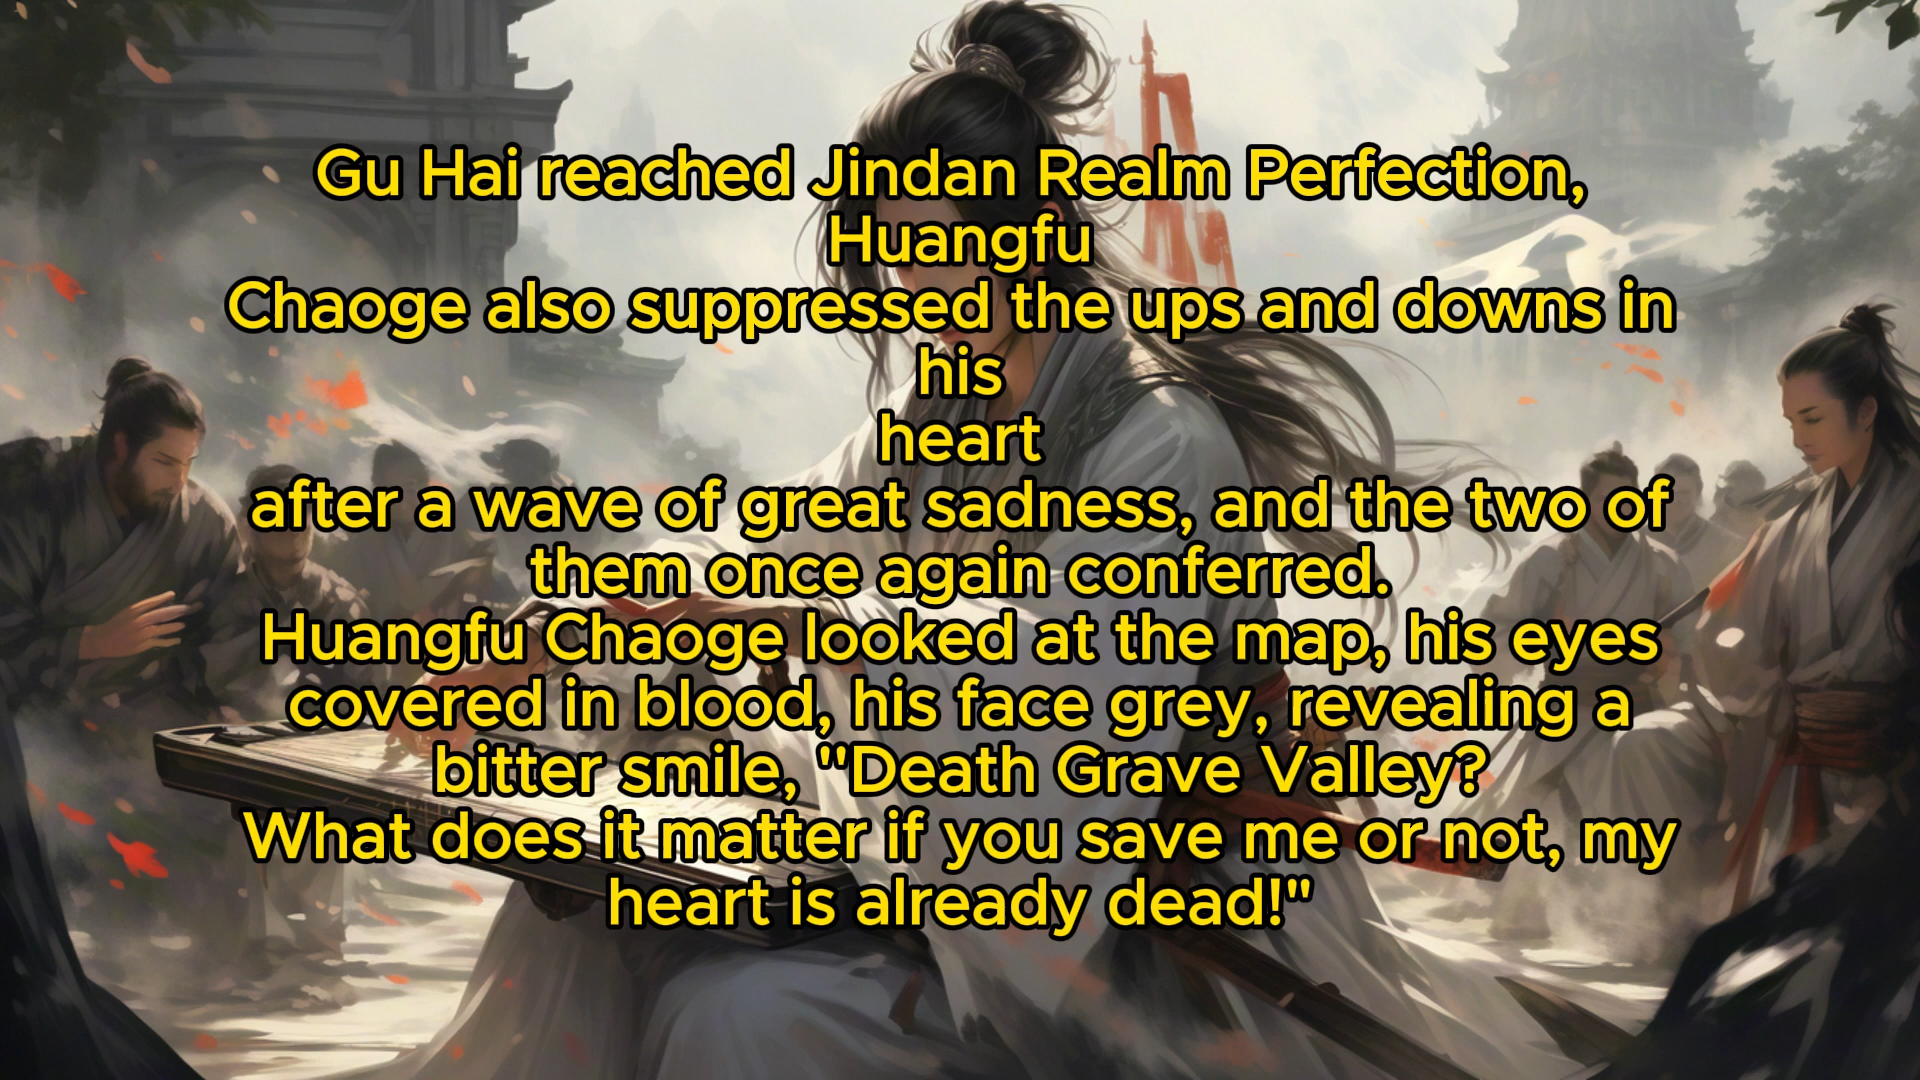 Gu Hai reached Jindan Realm Perfection,
Huangfu
Chaoge also suppressed the ups and downs in
his
heart
after a wave of great sadness, and the two of
them once again conferred.
Huangfu Chaoge looked at the map, his eyes
covered in blood, his face grey, revealing a
bitter smile, "Death Grave Valley?
What does it matter if you save me or not, my
heart is already dead!"